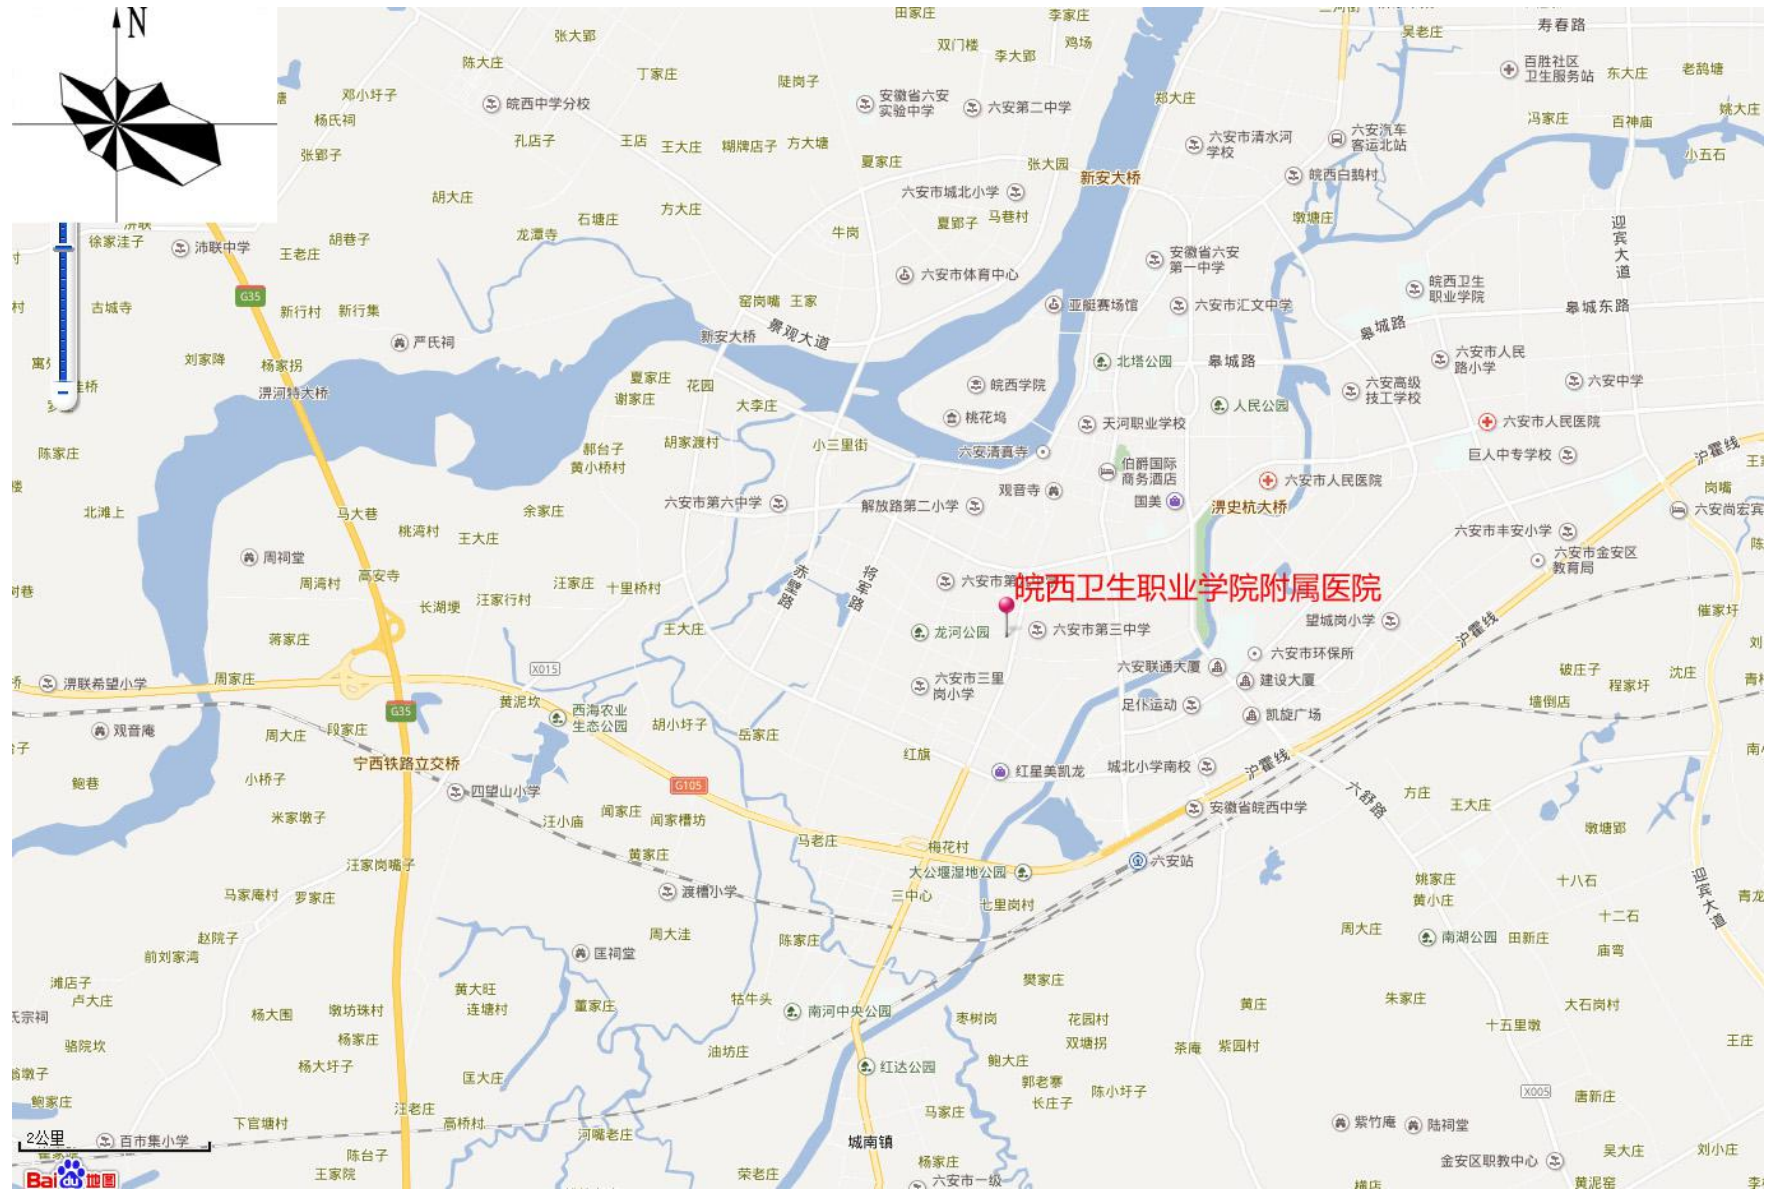 N
田家庄
李家庄
吴老庄
寿春路
张大郢
双门楼
鸡场
李大郢
陈大庄
丁家庄
陡岗子
百胜社区
卫生服务站
东大庄
老鹄塘
邓小圩子
皖西中学分校
安徽省六安
实验中学
六安第二中学
郑大庄
姚大庄
杨氏祠
冯家庄
百神庙
张郢子
孔店子
王店
王大庄
糊牌店子
方大塘
夏家庄
张大园
六安市清水河
学校
六安汽车
客运北站
小五石
新安大桥
皖西白鹅村
胡大庄
六安市城北小学
石塘庄
方大庄
夏郢子
马巷村
墩塘庄
迎宾大道
徐家洼子
沛联中学
胡巷子
王老庄
龙潭寺
牛岗
安徽省六安
第一中学
六安市体育中心
G35
古城寺
新行村
新行集
窑岗嘴
王家
亚艇赛场馆
六安市汇文中学
皖西卫生
职业学院
皋城东路
严氏祠
新安大桥
景观大道
皋城路
刘家降
杨家拐
北塔公园
皋城路
六安市人民
路小学
淠河特大桥
夏家庄
谢家庄
花园
皖西学院
六安高级
技工学校
六安中学
大李庄
桃花坞
人民公园
天河职业学校
六安市人民医院
陈家庄
郝台子
黄小桥村
胡家渡村
小三里街
六安清真寺
伯爵国际
商务酒店
巨人中专学校
沪霍线
岗嘴
六安市人民医院
观音寺
北滩上
马大巷
余家庄
六安市第六中学
解放路第二小学
国美
淠史杭大桥
六安尚宏宾
桃湾村
王大庄
六安市丰安小学
周祠堂
六安市金安区
教育局
周湾村
高安寺
汪家庄
十里桥村
赤壁路
将军路
六安市第
皖西卫生职业学院附属医院
长湖埂
汪家行村
崔家圩
蒋家庄
王大庄
龙河公园
六安市第三中学
望城岗小学
沪霍线
淠联希望小学
周家庄
X015
六安市三里
岗小学
六安联通大厦
六安市环保所
建设大厦
破庄子
程家圩
沈庄
G35
黄泥坎
西海农业
生态公园
胡小圩子
足仆运动
凯旋广场
墙倒店
观音庵
周大庄
段家庄
岳家庄
宁西铁路立交桥
红旗
红星美凯龙
城北小学南校
沪霍线
鲍巷
小桥子
四望山小学
G105
六舒路
方庄
王大庄
米家墩子
汪小庙
闻家庄
闻家槽坊
安徽省皖西中学
墩塘郢
马老庄
梅花村
黄家庄
六安站
汪家岗嘴子
大公堰湿地公园
马家庵村
罗家庄
渡槽小学
三中心
七里岗村
姚家庄
黄小庄
十八石
迎宾大道
十二石
赵院子
周大洼
陈家庄
周大庄
南湖公园
田新庄
前刘家湾
匡祠堂
庙弯
滩店子
卢大庄
黄大旺
连塘村
樊家庄
杨大围
墩坊珠村
董家庄
牯牛头
南河中央公园
枣树岗
花园村
黄庄
朱家庄
大石岗村
十五里墩
骆院坎
杨家庄
双塘拐
茶庵
紫园村
王庄
油坊庄
鲍大庄
杨大圩子
匡大庄
红达公园
郭老寨
长庄子
陈小圩子
X005
唐新庄
鲍家庄
汪老庄
下官塘村
高桥村
马家庄
紫竹庵
陆祠堂
2公里
百市集小学
河嘴老庄
城南镇
陈台子
王家院
荣老庄
杨家庄
金安区职教中心
吴大庄
刘小庄
Baidu地图
六安市一级
黄泥窑